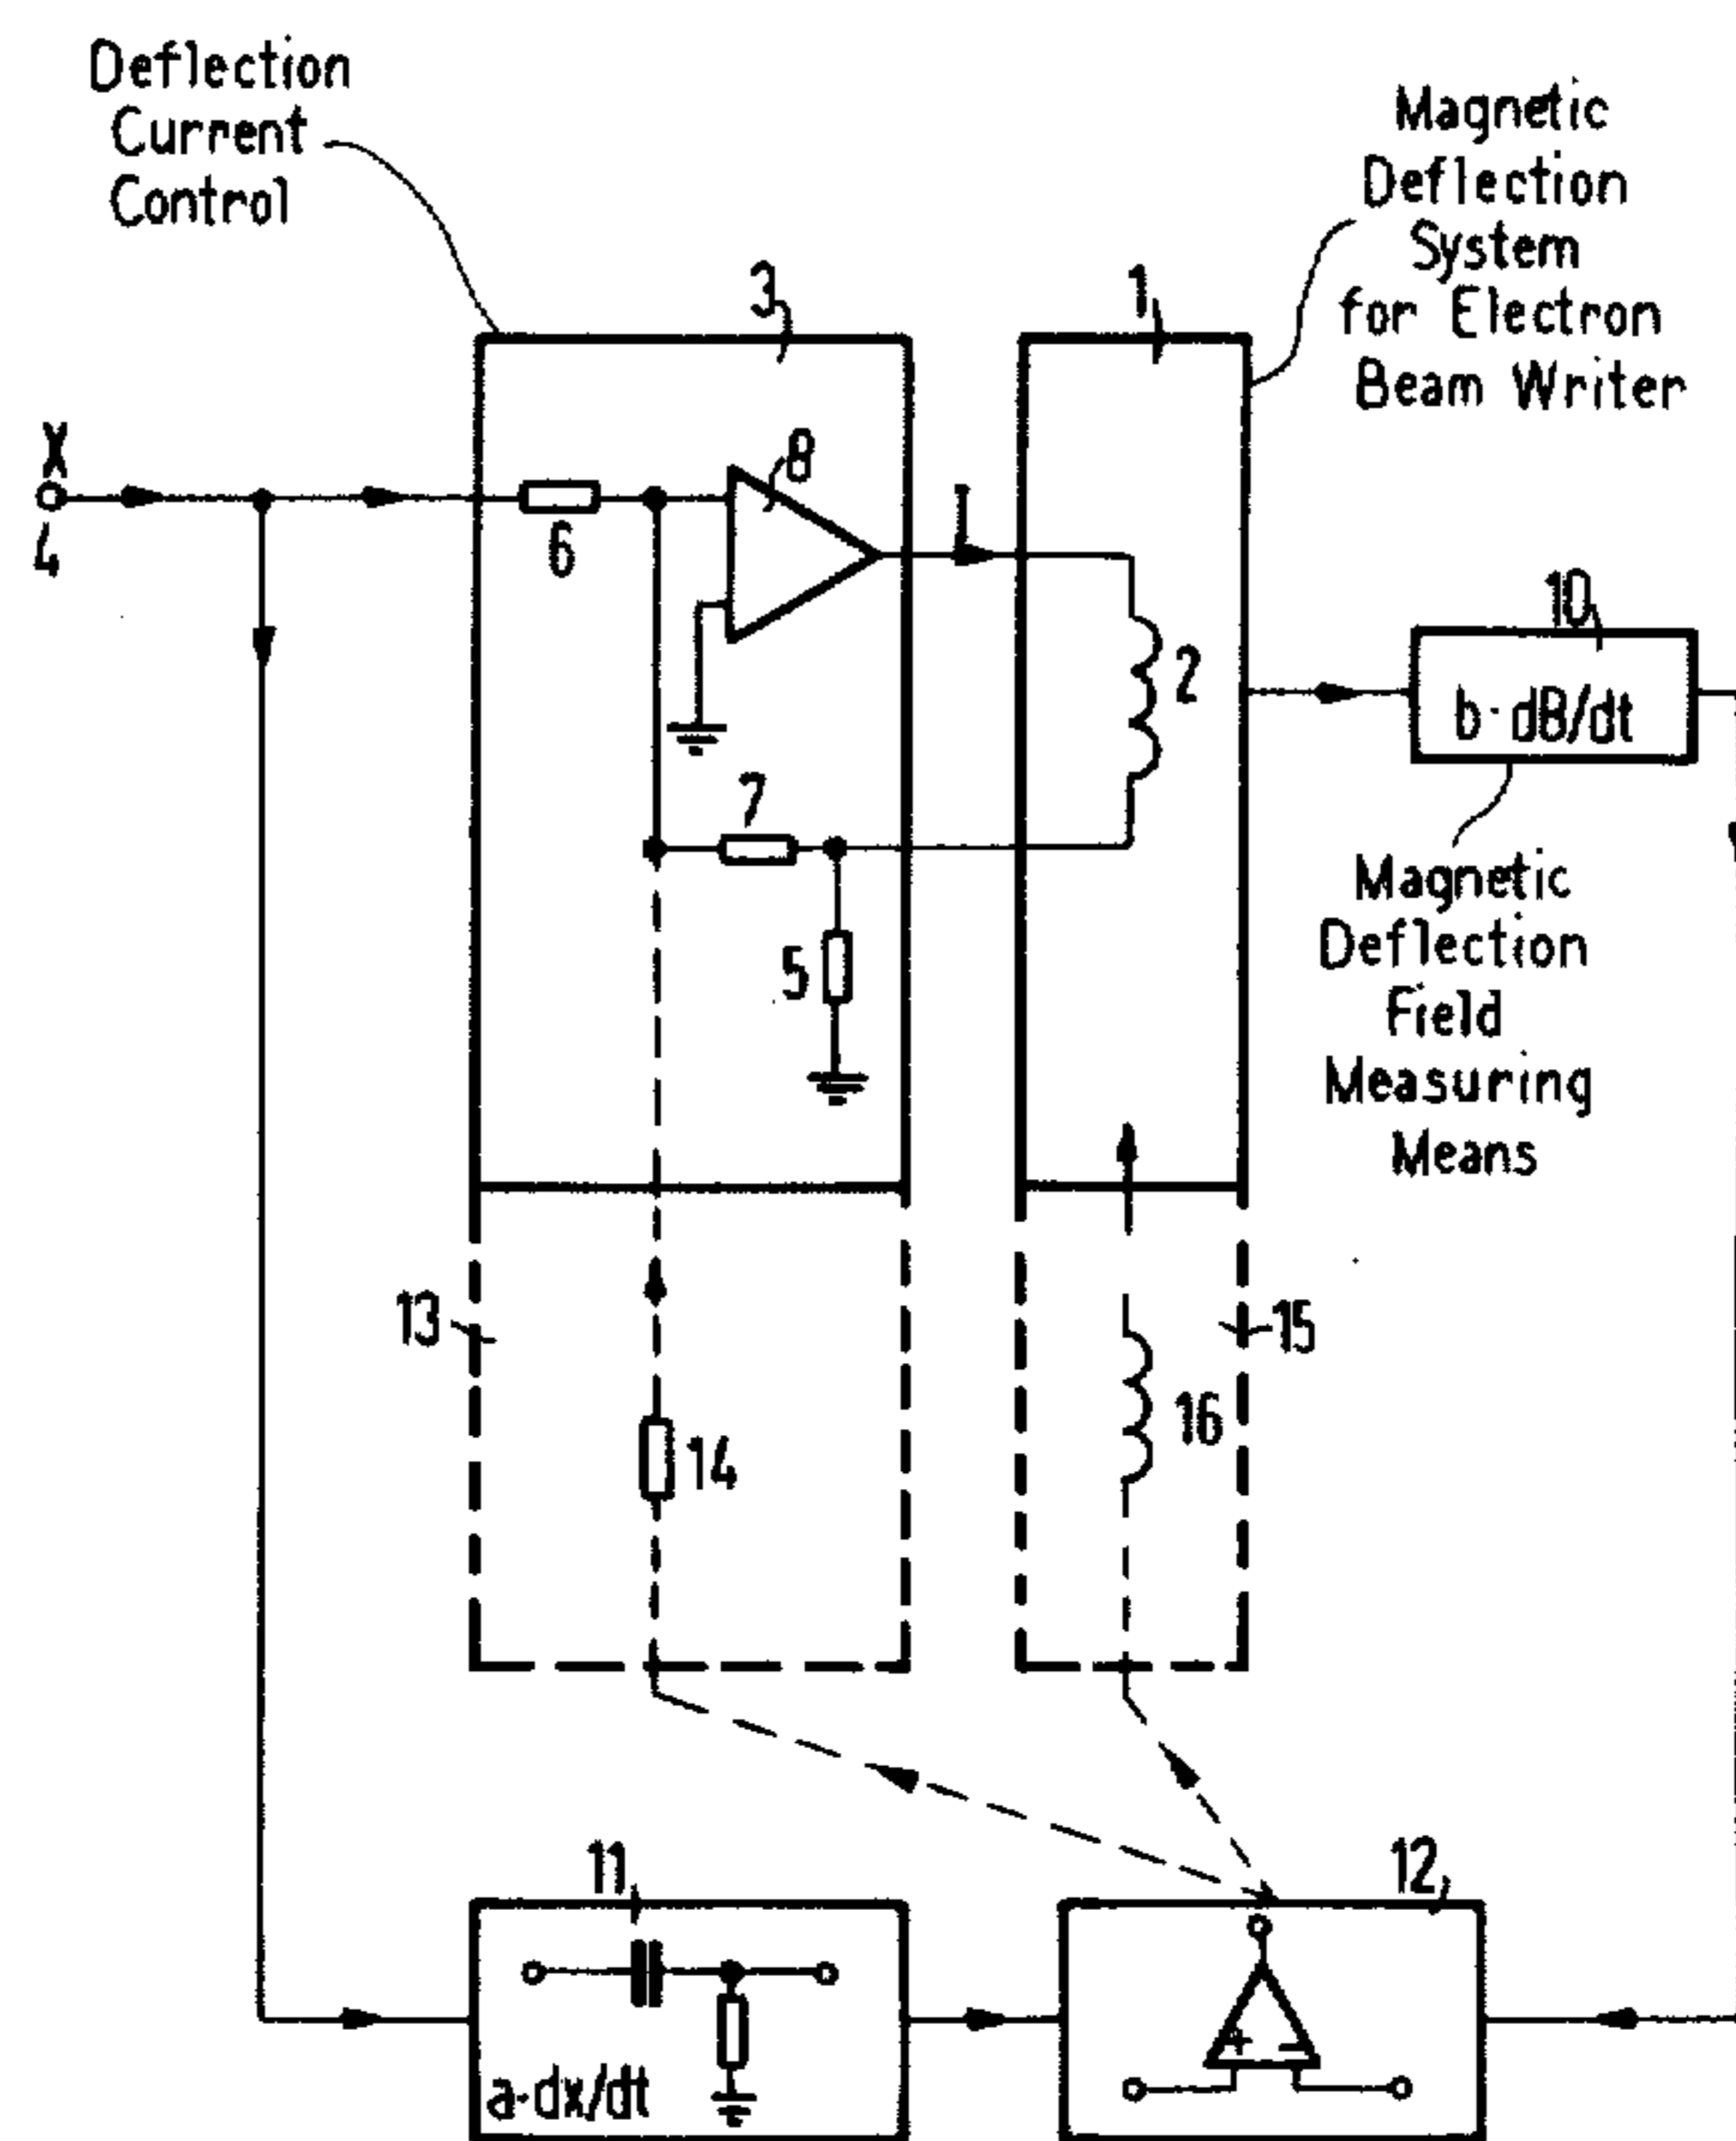 Deflection
Current
Control
Magnetic
Deflection
System
for Electron
Beam Writer
3
1
X
4
6
8
I
2
10
b·dB/dt
7
5
Magnetic
Deflection
Field
Measuring
Means
13
15
14
16
11
12
a·dx/dt
+ −